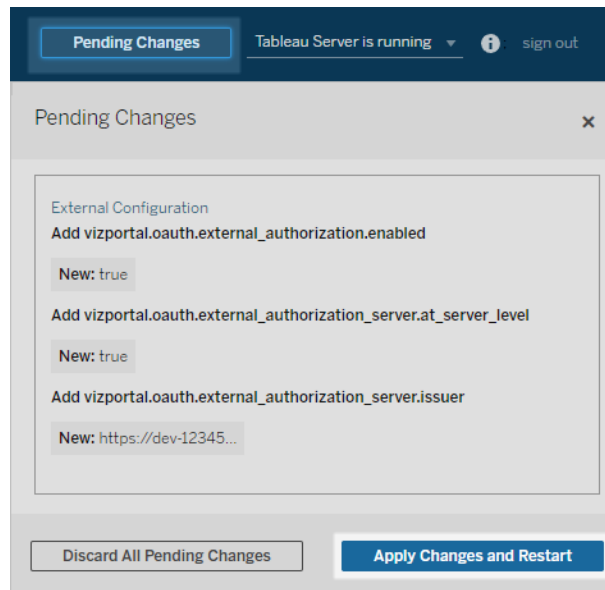 Pending Changes
Tableau Server is running
sign out
Pending Changes
External Configuration
Add vizportal.oauth.external_authorization.enabled
New: true
Add vizportal.oauth.external_authorization_server.at_server_level
New: true
Add vizportal.oauth.external_authorization_server.issuer
New: https://dev-12345...
Discard All Pending Changes
Apply Changes and Restart